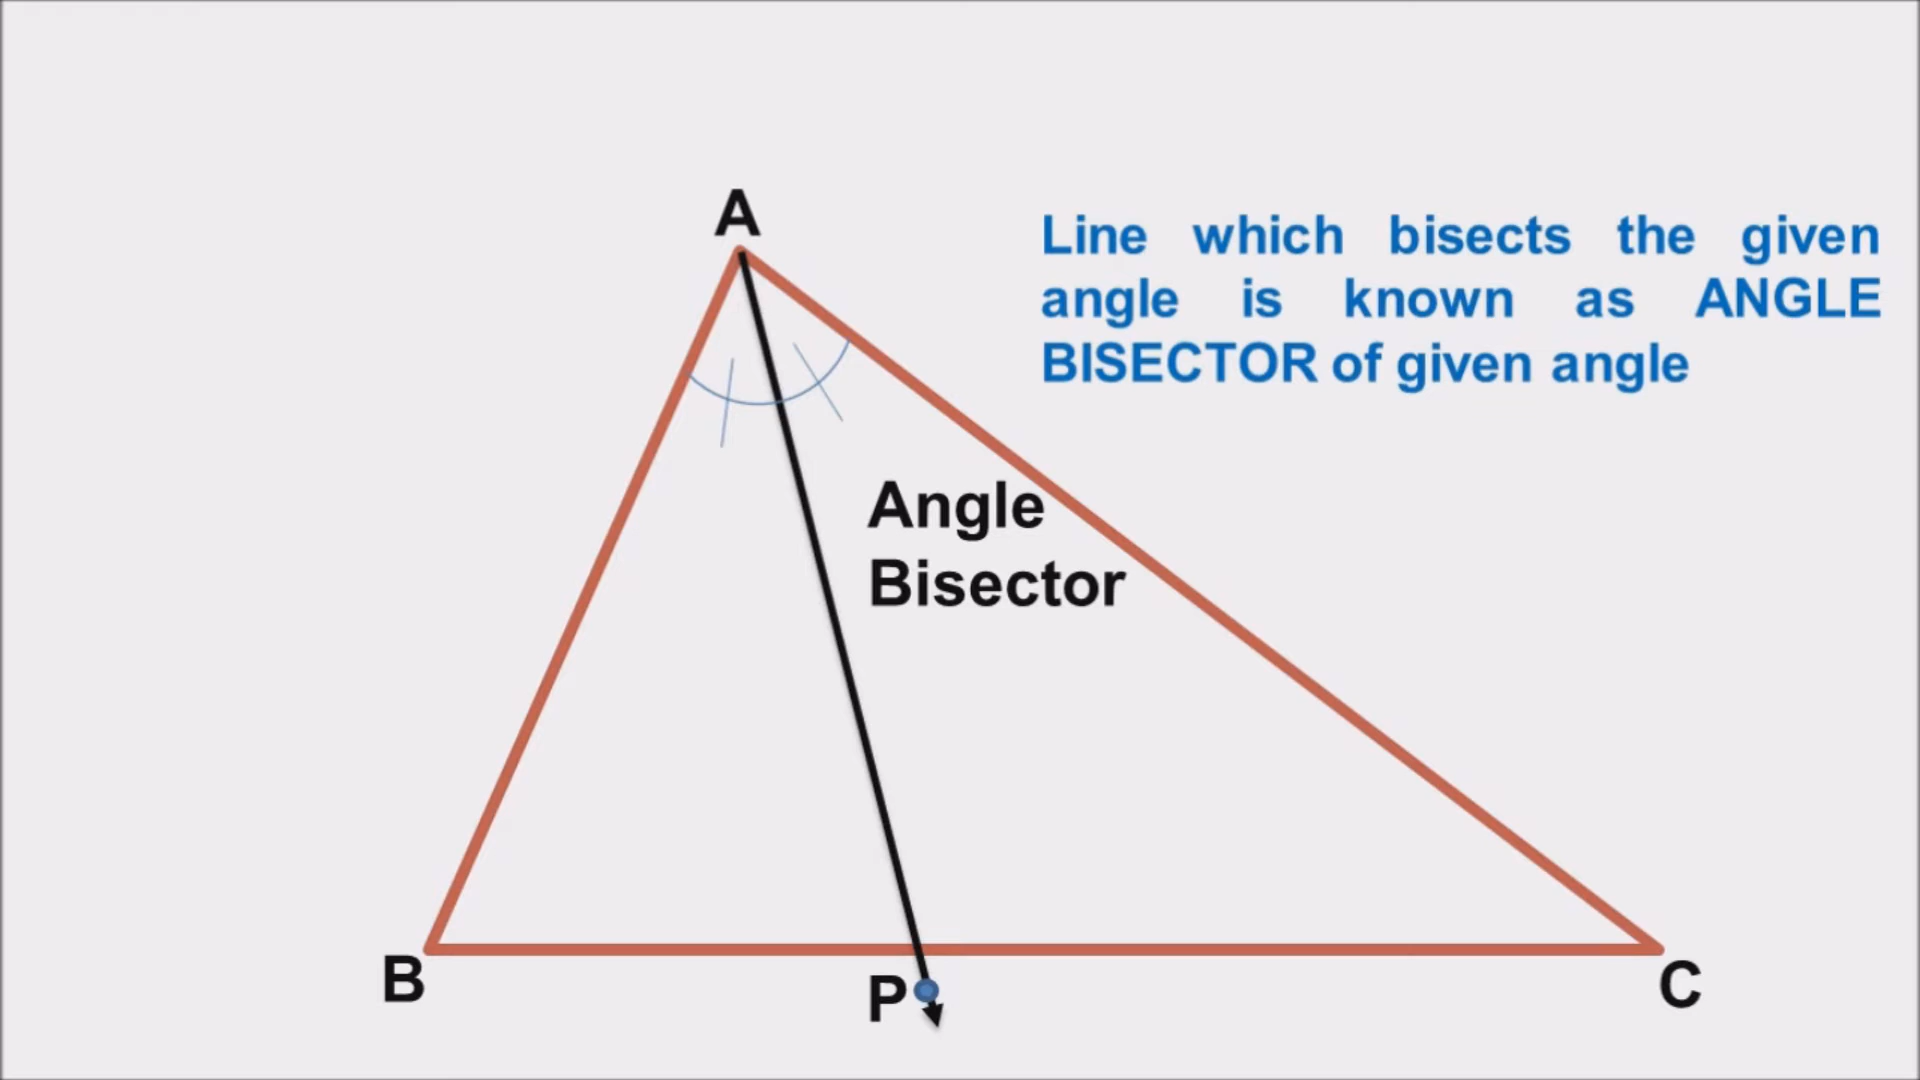 A
Line which bisects the given
angle is known as ANGLE
BISECTOR of given angle
Angle
Bisector
B
P
C